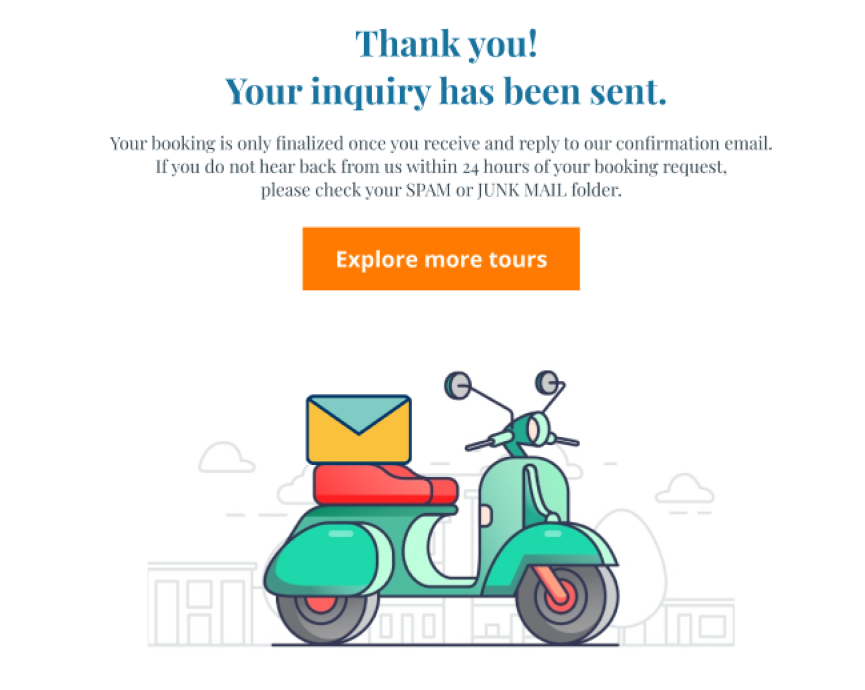 Thank you!
Your inquiry has been sent.
Your booking is only finalized once you receive and reply to our confirmation email.
If you do not hear back from us within 24 hours of your booking request,
please check your SPAM or JUNK MAIL folder.
Explore more tours